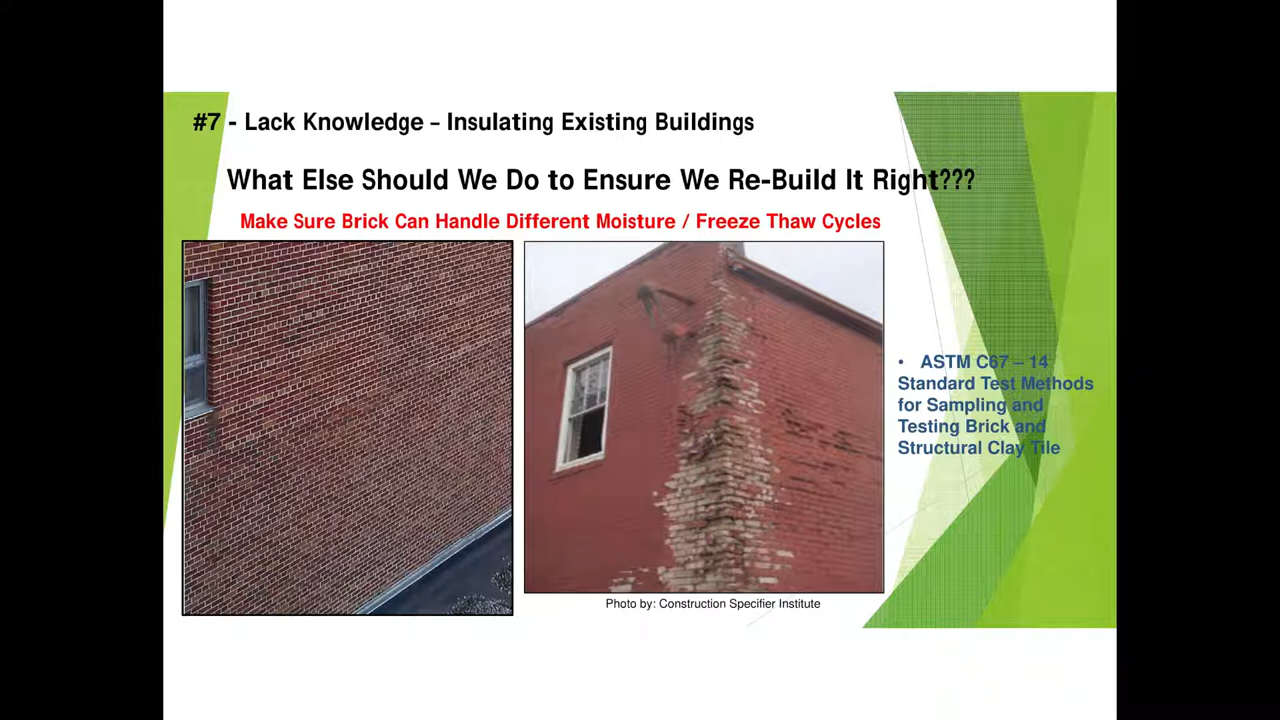 #7 - Lack Knowledge – Insulating Existing Buildings
What Else Should We Do to Ensure We Re-Build It Right???
Make Sure Brick Can Handle Different Moisture / Freeze Thaw Cycles
• ASTM C67 – 14
Standard Test Methods
for Sampling and
Testing Brick and
Structural Clay Tile
Photo by: Construction Specifier Institute